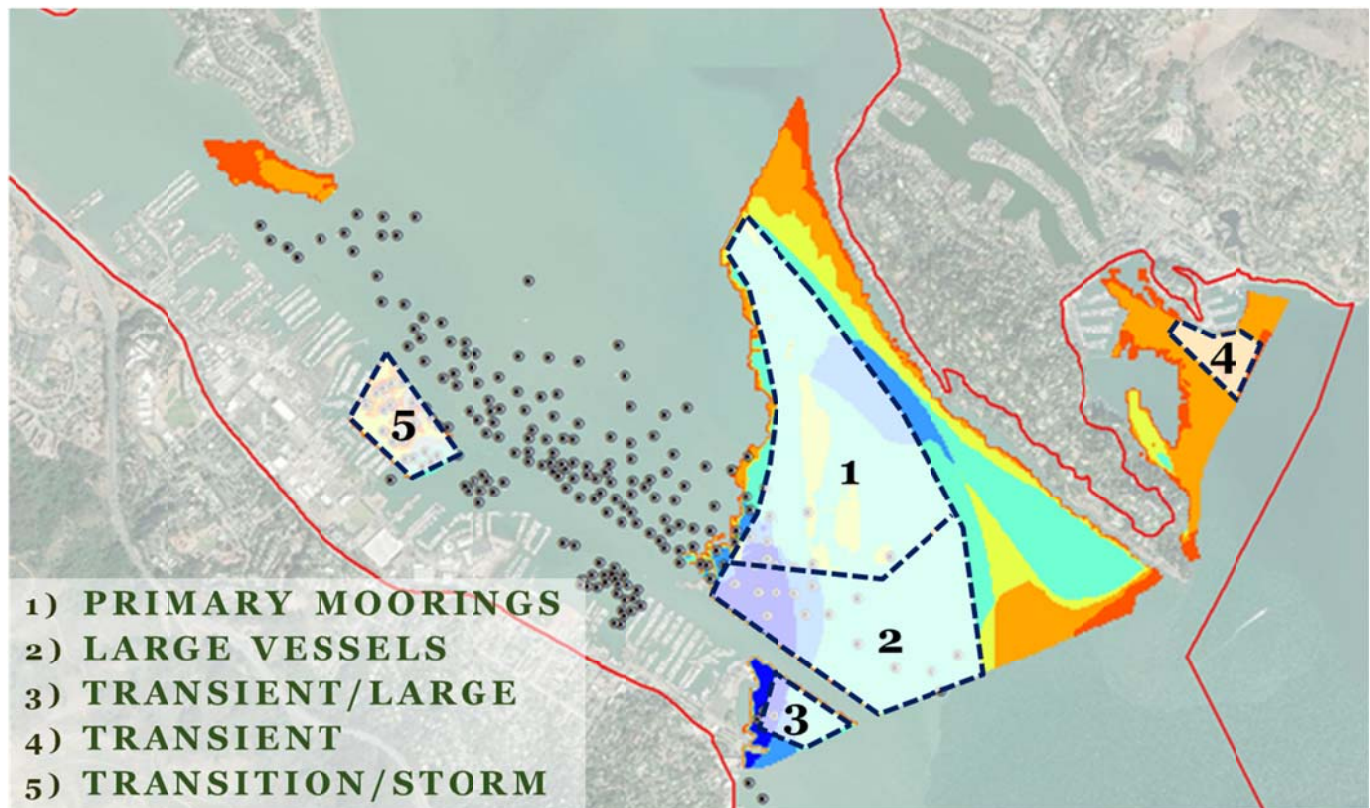 1
2
3
4
5
1) PRIMARY MOORINGS
2) LARGE VESSELS
3) TRANSIENT/LARGE
4) TRANSIENT
5) TRANSITION/STORM